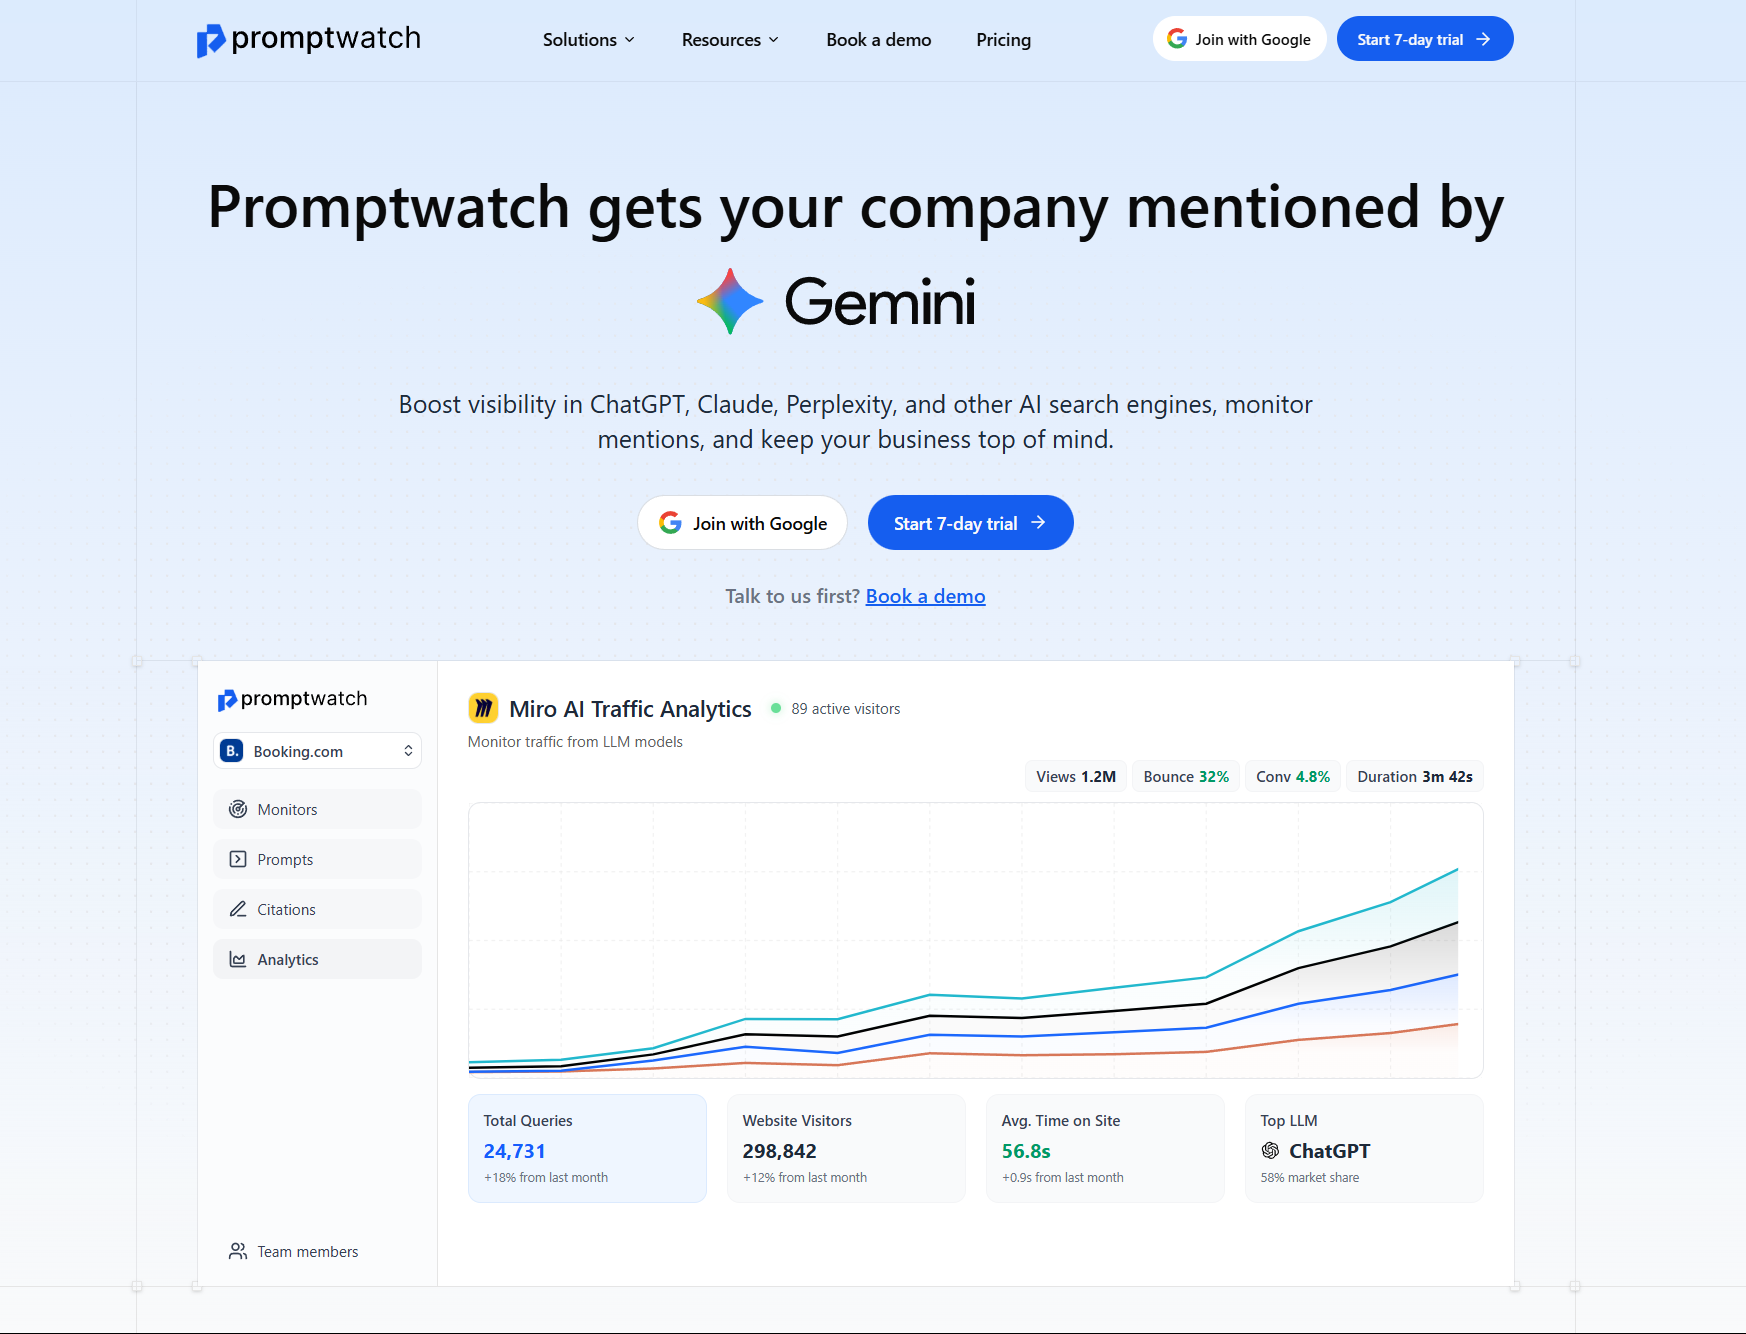 promptwatch
Solutions
Resources
Book a demo
Pricing
Join with Google
Start 7-day trial
Promptwatch gets your company mentioned by
Gemini
Boost visibility in ChatGPT, Claude, Perplexity, and other AI search engines, monitor
mentions, and keep your business top of mind.
Join with Google
Start 7-day trial
Talk to us first? Book a demo
promptwatch
B. Booking.com
Monitors
Prompts
Citations
Analytics
Team members
Miro AI Traffic Analytics
89 active visitors
Monitor traffic from LLM models
Views 1.2M
Bounce 32%
Conv 4.8%
Duration 3m 42s
Total Queries
24,731
+18% from last month
Website Visitors
298,842
+12% from last month
Avg. Time on Site
56.8s
+0.9s from last month
Top LLM
ChatGPT
58% market share